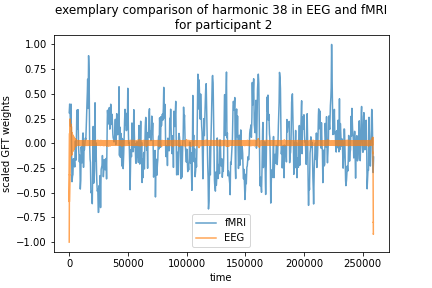 exemplary comparison of harmonic 38 in EEG and fMRI
for participant 2
1.00
0.75
0.50
0.25
0.00
−0.25
−0.50
−0.75
−1.00
scaled GFT weights
fMRI
EEG
0 50000 100000 150000 200000 250000
time